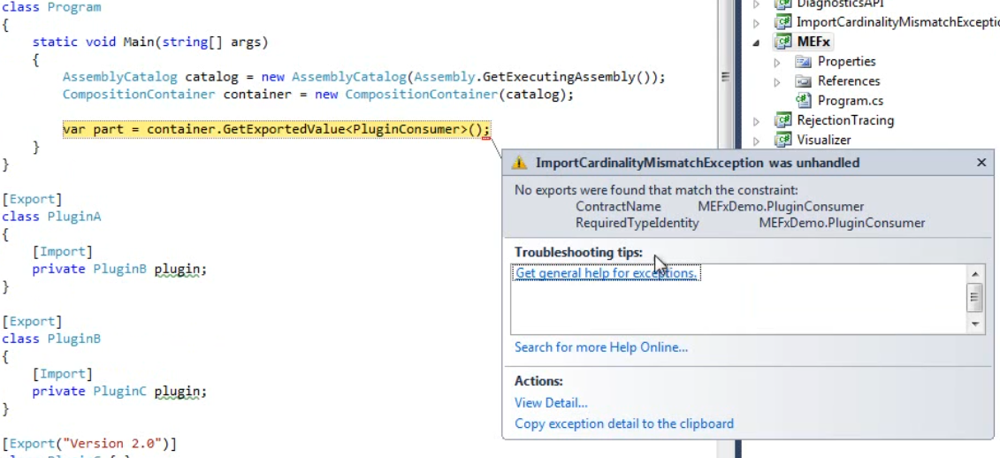 class Program
{
static void Main(string[] args)
{
AssemblyCatalog catalog = new AssemblyCatalog(Assembly.GetExecutingAssembly());
CompositionContainer container = new CompositionContainer(catalog);
var part = container.GetExportedValue<PluginConsumer>();
}
}
[Export]
class PluginA
{
[Import]
private PluginB plugin;
}
[Export]
class PluginB
{
[Import]
private PluginC plugin;
}
[Export("Version 2.0")]
DiagnosticsAPI
ImportCardinalityMismatchExceptio
MEFx
Properties
References
Program.cs
RejectionTracing
Visualizer
ImportCardinalityMismatchException was unhandled
No exports were found that match the constraint:
ContractName MEFxDemo.PluginConsumer
RequiredTypeIdentity MEFxDemo.PluginConsumer
Troubleshooting tips:
Get general help for exceptions.
Search for more Help Online...
Actions:
View Detail...
Copy exception detail to the clipboard